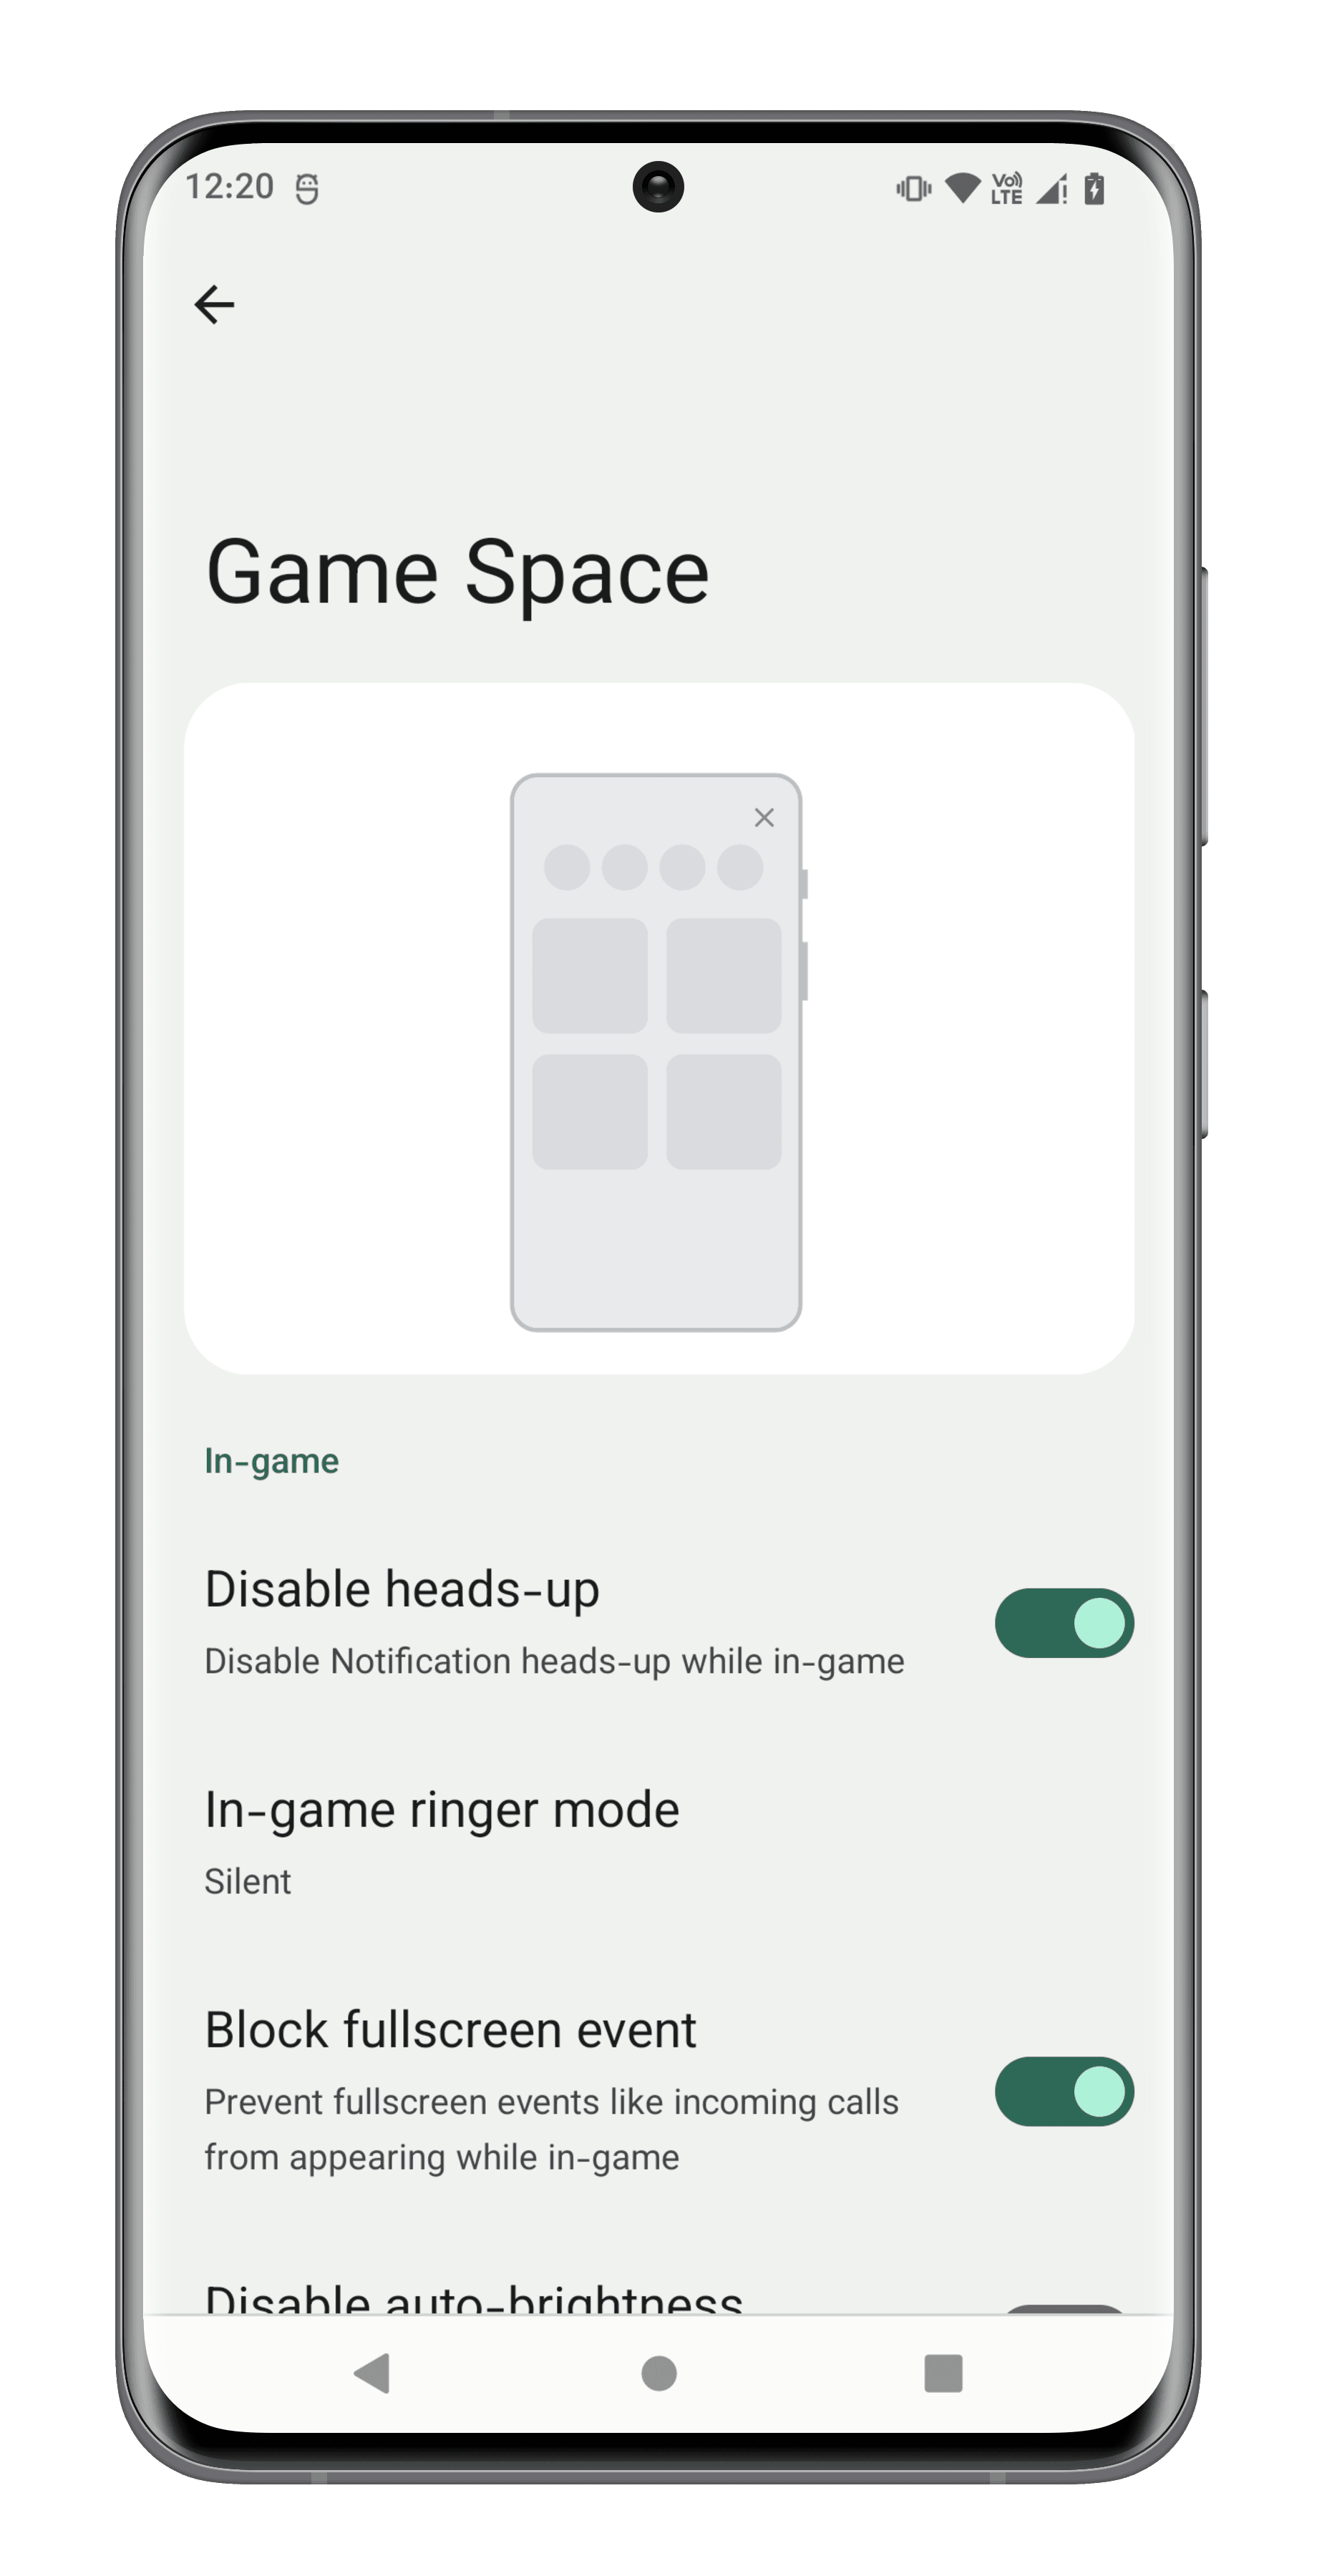 12:20
Vo)) LTE
Game Space
In-game
Disable heads-up
Disable Notification heads-up while in-game
In-game ringer mode
Silent
Block fullscreen event
Prevent fullscreen events like incoming calls
from appearing while in-game
Disable auto-brightness